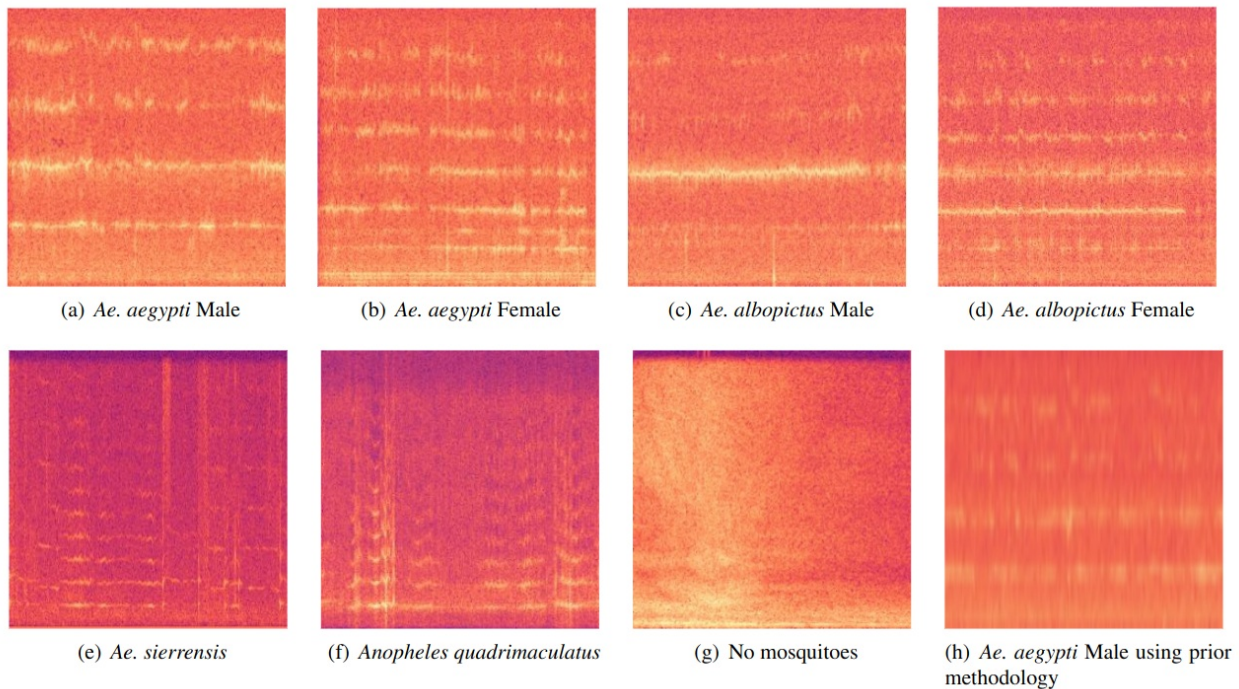 (a) Ae. aegypti Male
(b) Ae. aegypti Female
(c) Ae. albopictus Male
(d) Ae. albopictus Female
(e) Ae. sierrensis
(f) Anopheles quadrimaculatus
(g) No mosquitoes
(h) Ae. aegypti Male using prior
methodology